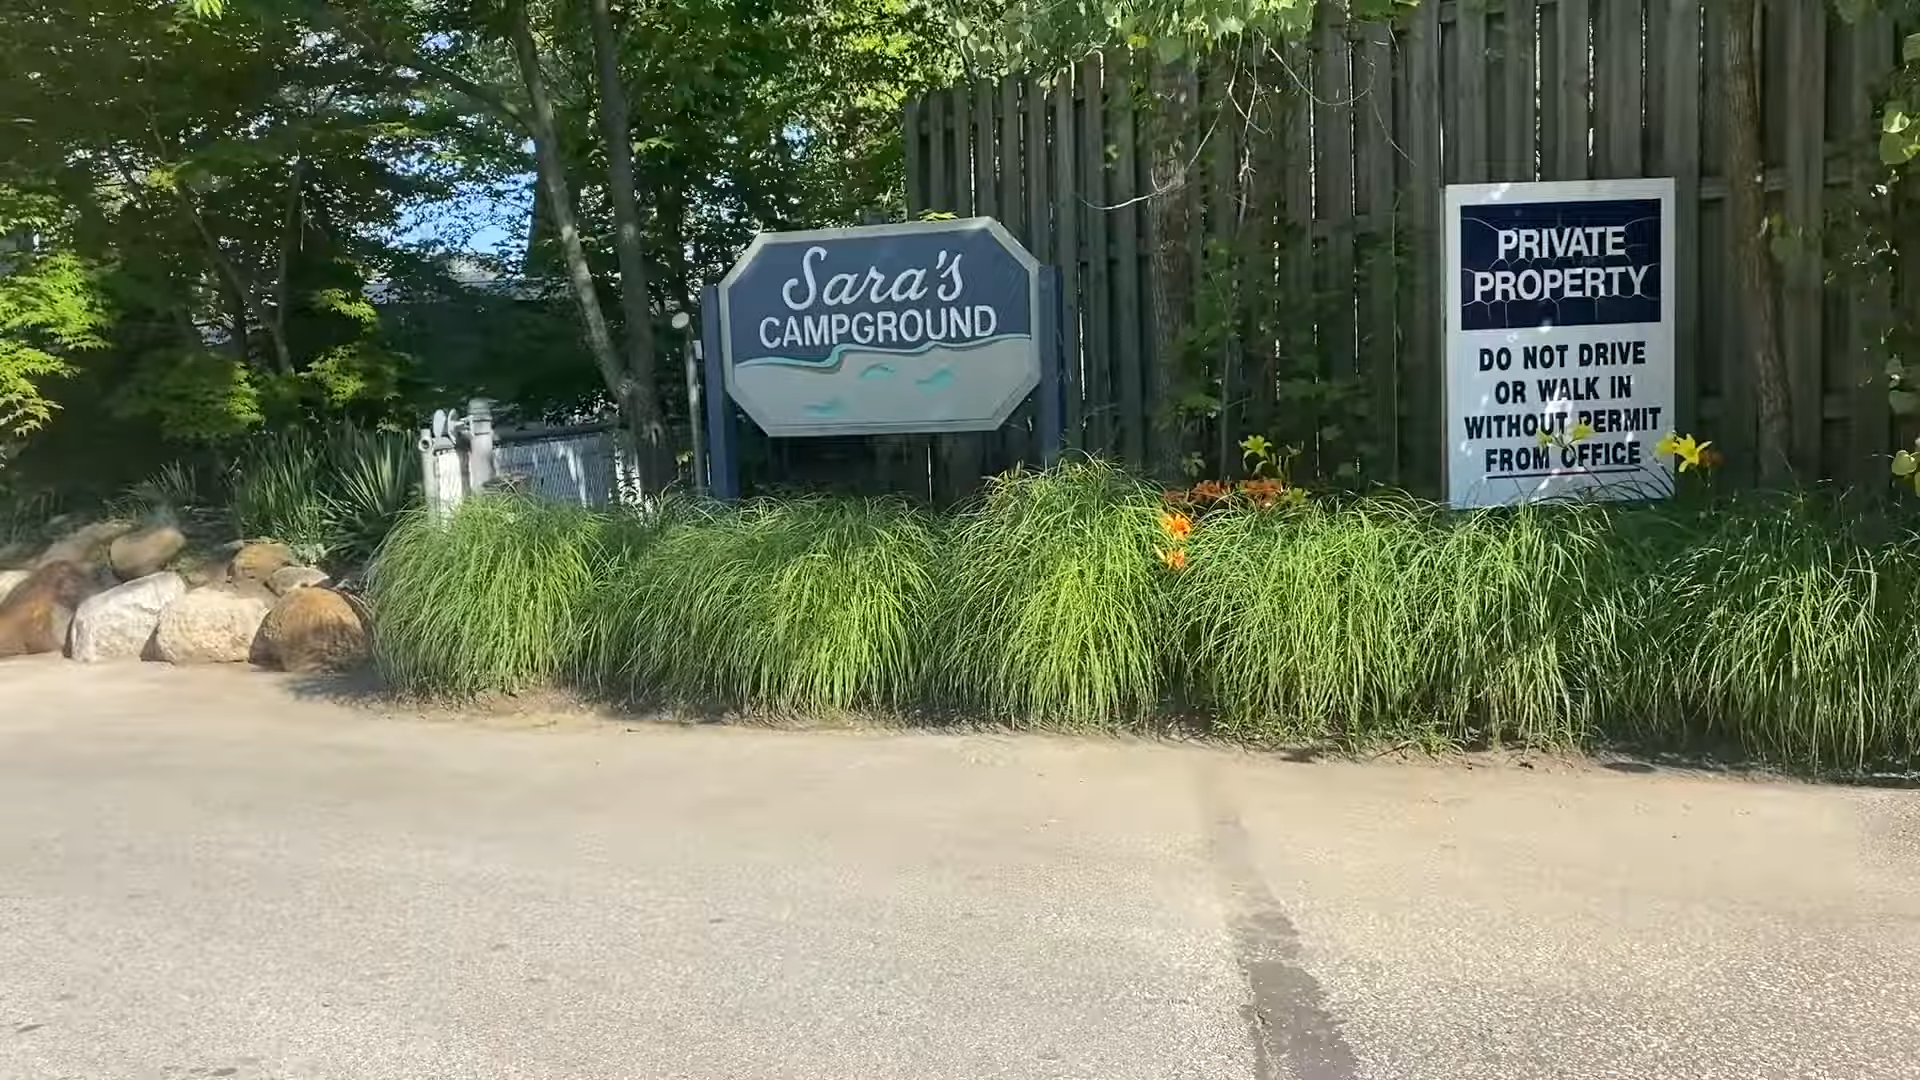 Sara's
CAMPGROUND
PRIVATE
PROPERTY
DO NOT DRIVE
OR WALK IN
WITHOUT PERMIT
FROM OFFICE